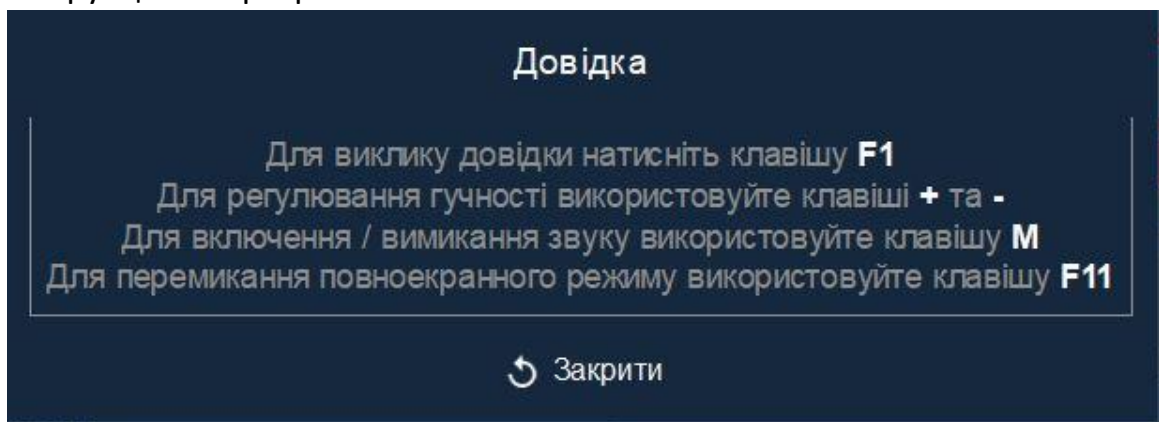 Довідка
Для виклику довідки натисніть клавішу F1
Для регулювання гучності використовуйте клавіші + та -
Для включення / вимикання звуку використовуйте клавішу M
Для перемикання повноекранного режиму використовуйте клавішу F11
Закрити